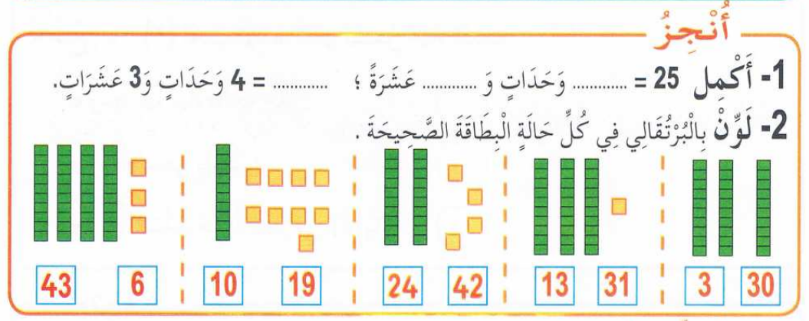 أُنْجِزُ
1- أَكْمِل 25 = ............ وَحَدَاتٍ وَ ............ عَشَرَةً ؛ ............ = 4 وَحَدَاتٍ وَ3 عَشَرَاتٍ.
2- لَوِّنْ بِالْبُرْتُقَالِي فِي كُلِّ حَالَةٍ الْبِطَاقَةَ الصَّحِيحَةَ .
43 6 10 19 24 42 13 31 3 30